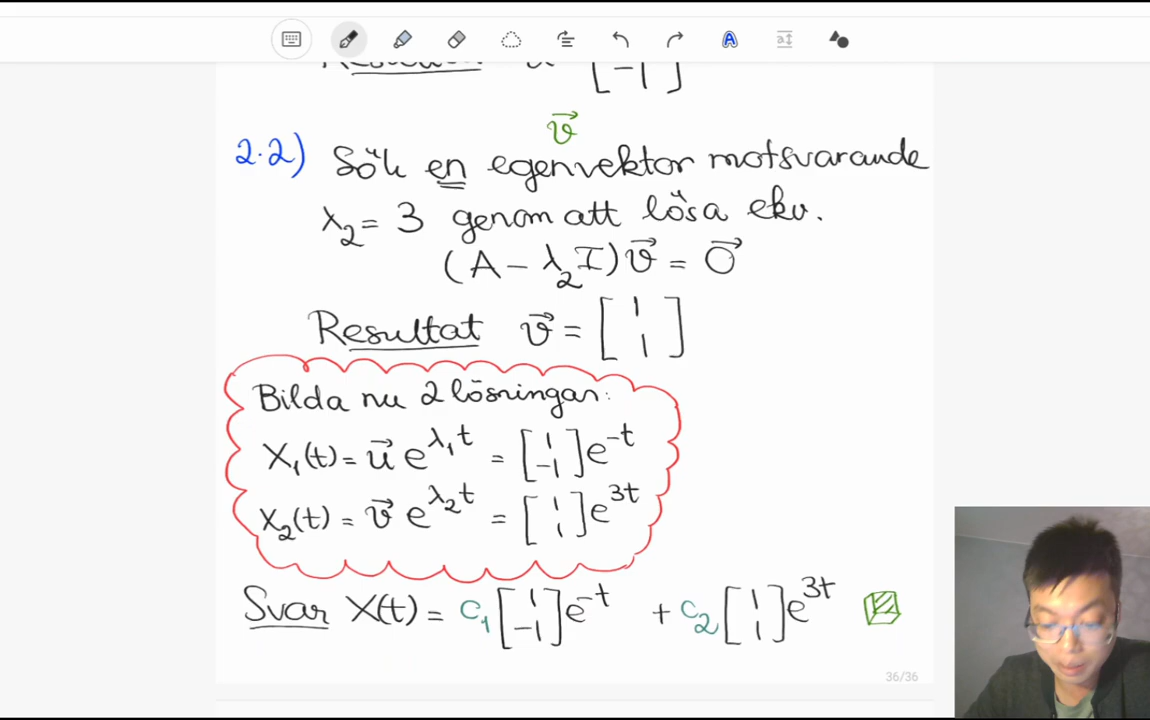 [-1]
v⃗
2.2) Sök en egenvektor motsvarande
λ₂ = 3 genom att lösa ekv.
(A - λ₂I)v⃗ = 0⃗
Resultat v⃗ = [1 1]
Bilda nu 2 lösningar:
X₁(t) = u⃗ e^λ₁t = [1 -1] e^-t
X₂(t) = v⃗ e^λ₂t = [1 1] e^3t
Svar X(t) = c₁ [1 -1] e^-t + c₂ [1 1] e^3t
36/36